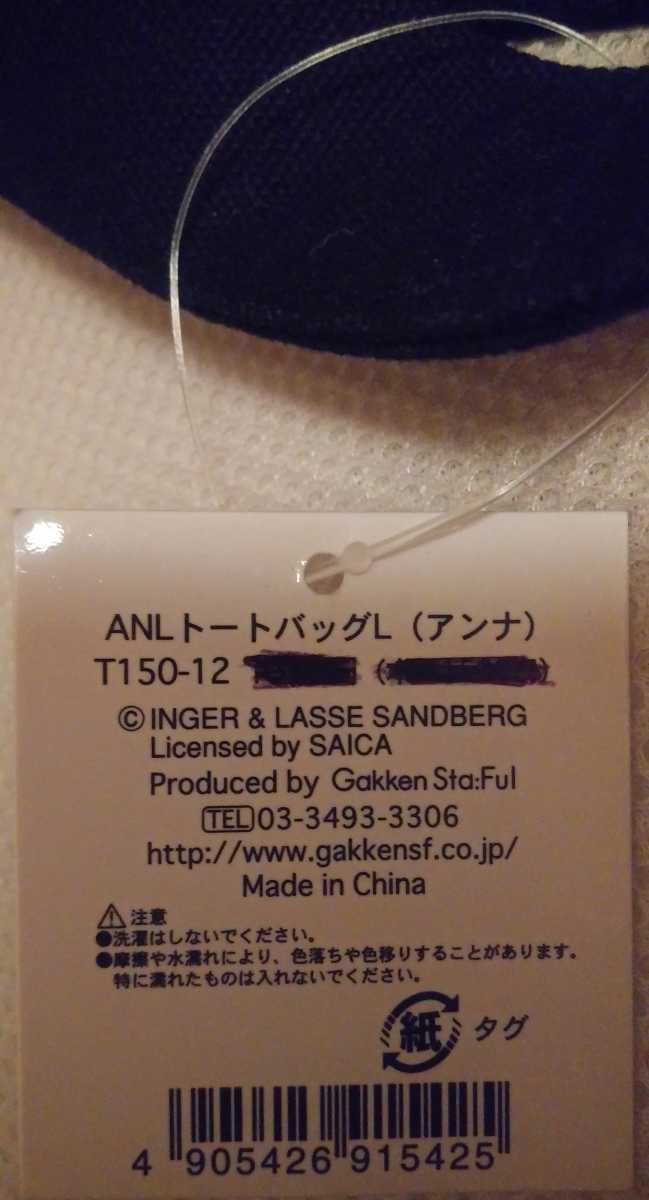 ANLトートバッグL（アンナ）
T150-12
©INGER & LASSE SANDBERG
Licensed by SAICA
Produced by Gakken Sta:Ful
TEL 03-3493-3306
http://www.gakkensf.co.jp/
Made in China
注意
●洗濯はしないでください。
●摩擦や水濡れにより、色落ちや色移りすることがあります。
特に濡れたものは入れないでください。
紙 タグ
4 905426 915425